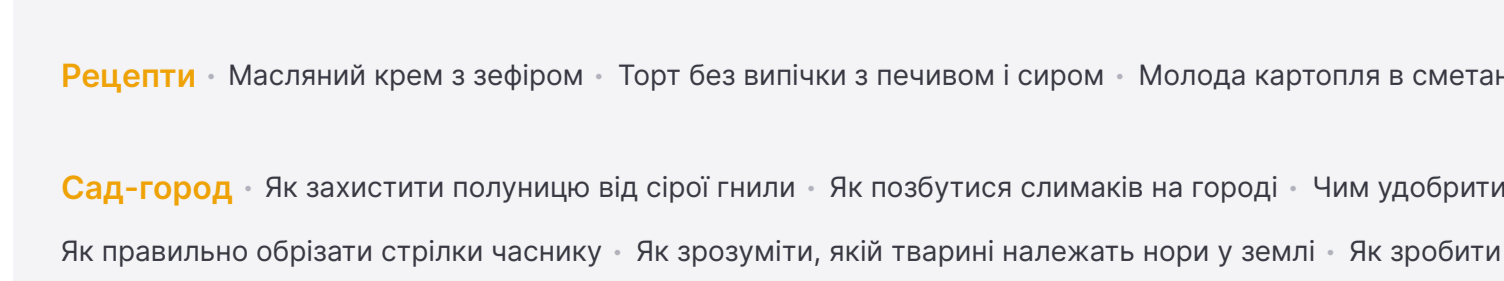 Рецепти • Масляний крем з зефіром • Торт без випічки з печивом і сиром • Молода картопля в
Сад-город • Як захистити полуницю від сірої гнили • Як позбутися слимаків на городі • Чим удобрити
Як правильно обрізати стрілки часнику • Як зрозуміти, якій тварині належать нори у землі • Як зробити